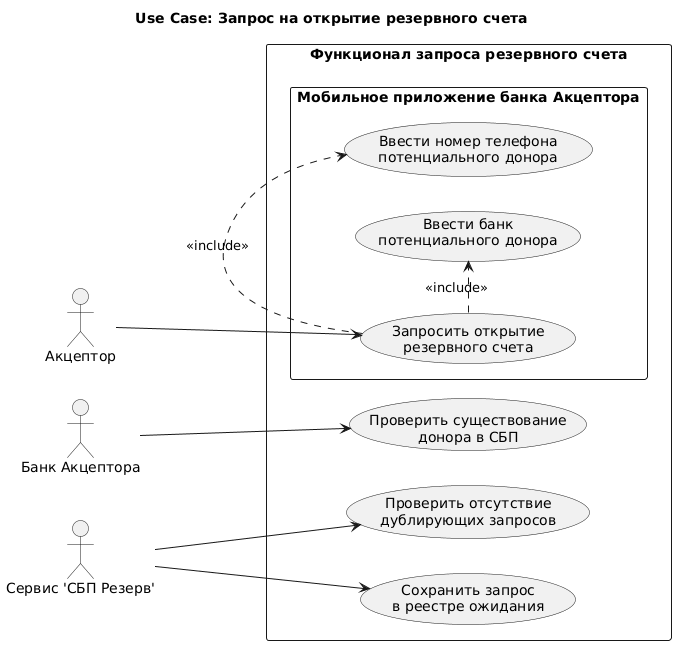 Use Case: Запрос на открытие резервного счета
Функционал запроса резервного счета
Мобильное приложение банка Акцептора
Ввести номер телефона
потенциального донора
Ввести банк
потенциального донора
«include»
«include»
Запросить открытие
резервного счета
Акцептор
Проверить существование
донора в СБП
Банк Акцептора
Проверить отсутствие
дублирующих запросов
Сервис 'СБП Резерв'
Сохранить запрос
в реестре ожидания